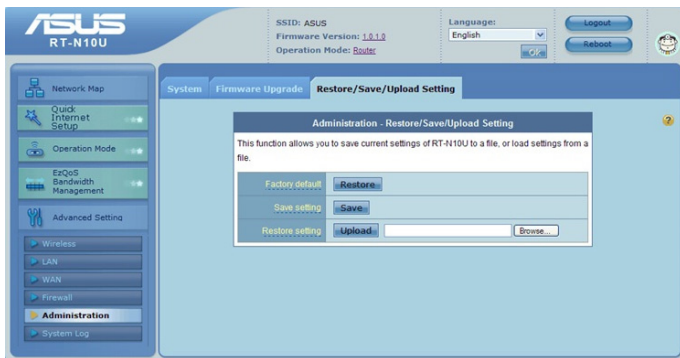 ASUS
RT-N10U
SSID: ASUS
Firmware Version: 1.0.1.0
Operation Mode: Router
Language:
English
Logout
Reboot
Network Map
Quick
Internet
Setup
Operation Mode
EzQoS
Bandwidth
Management
Advanced Setting
Wireless
LAN
WAN
Firewall
Administration
System Log
System
Firmware Upgrade
Restore/Save/Upload Setting
Administration - Restore/Save/Upload Setting
This function allows you to save current settings of RT-N10U to a file, or load settings from a
file.
Factory default Restore
Save setting Save
Restore setting Upload Browse...
?